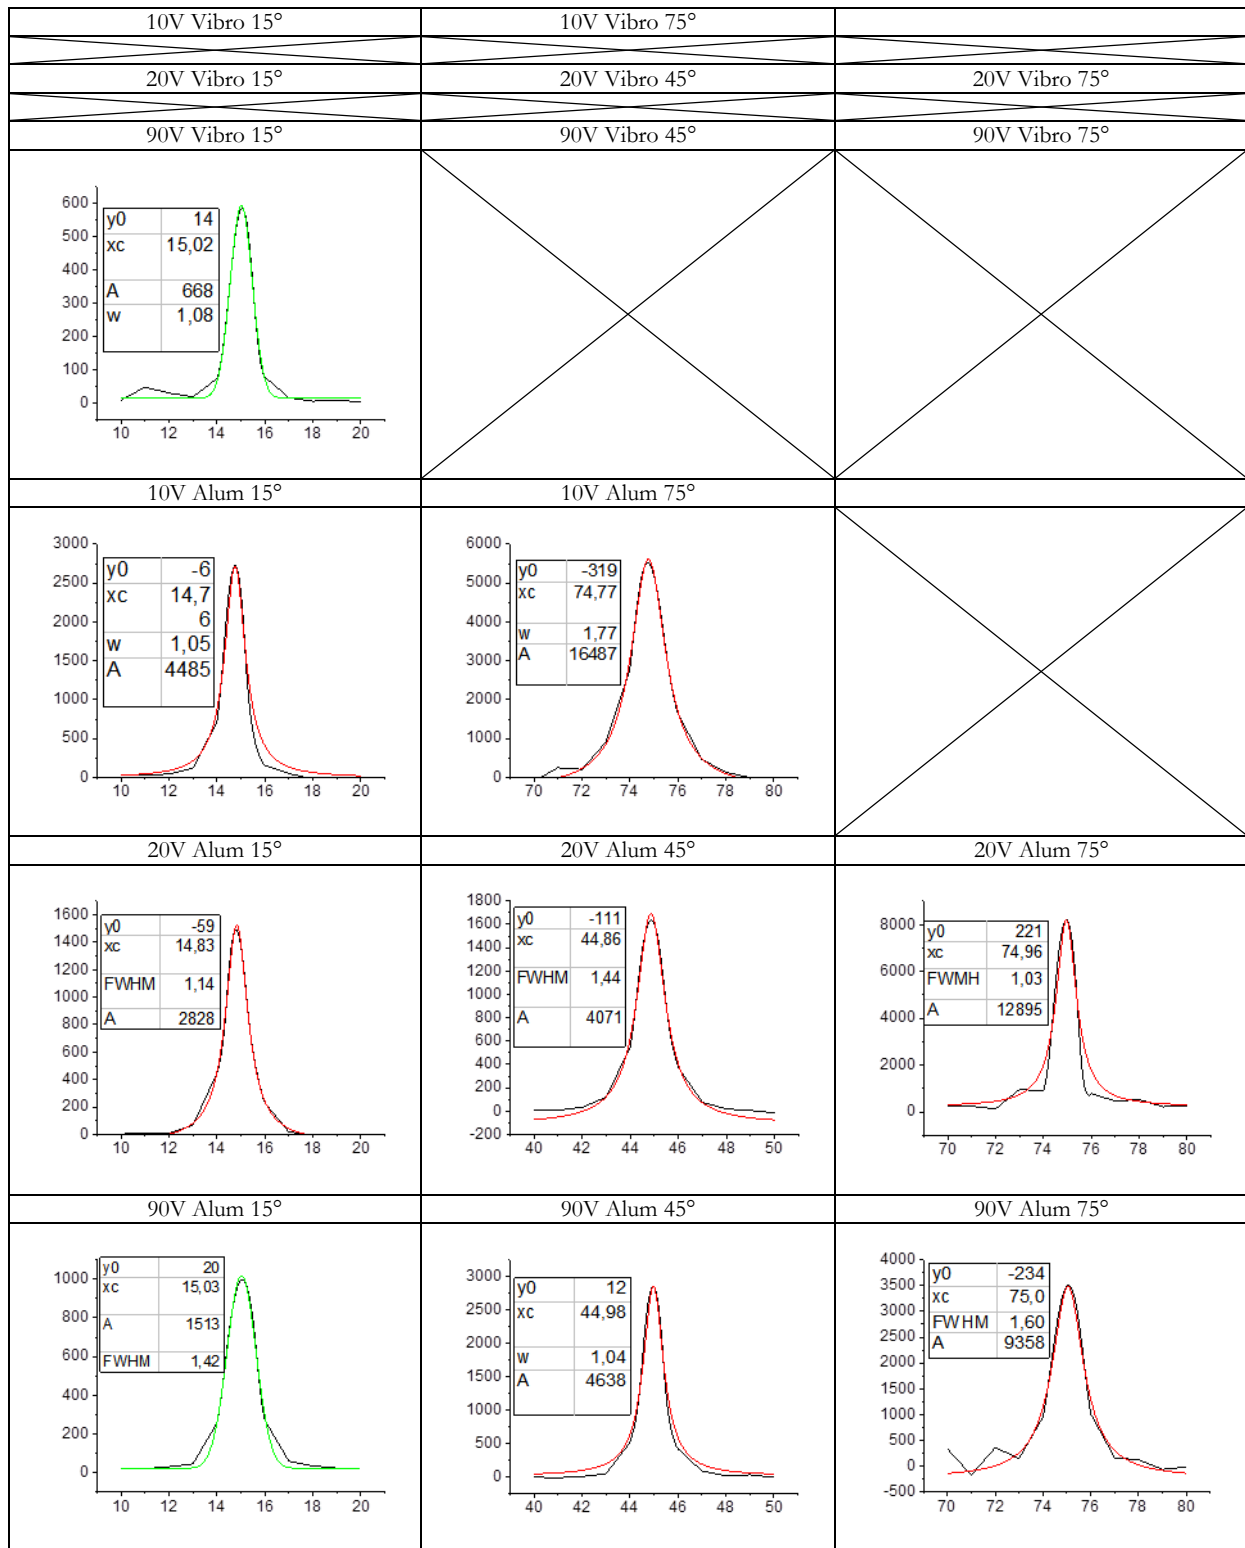 10V Vibro 15° 10V Vibro 75°
20V Vibro 15° 20V Vibro 45° 20V Vibro 75°
90V Vibro 15° 90V Vibro 45° 90V Vibro 75°
600
500
400
300
200
100
0
10 12 14 16 18 20
y0 14
xc 15,02
A 668
w 1,08
10V Alum 15° 10V Alum 75°
3000
2500
2000
1500
1000
500
0
10 12 14 16 18 20
y0 -6
xc 14,7
6
w 1,05
A 4485
6000
5000
4000
3000
2000
1000
0
70 72 74 76 78 80
y0 -319
xc 74,77
w 1,77
A 16487
20V Alum 15° 20V Alum 45° 20V Alum 75°
1600
1400
1200
1000
800
600
400
200
0
10 12 14 16 18 20
y0 -59
xc 14,83
FWHM 1,14
A 2828
1800
1600
1400
1200
1000
800
600
400
200
0
-200
40 42 44 46 48 50
y0 -111
xc 44,86
FWHM 1,44
A 4071
8000
6000
4000
2000
0
70 72 74 76 78 80
y0 221
xc 74,96
FWMH 1,03
A 12895
90V Alum 15° 90V Alum 45° 90V Alum 75°
1000
800
600
400
200
0
10 12 14 16 18 20
y0 20
xc 15,03
A 1513
FWHM 1,42
3000
2500
2000
1500
1000
500
0
40 42 44 46 48 50
y0 12
xc 44,98
w 1,04
A 4638
4000
3500
3000
2500
2000
1500
1000
500
0
-500
70 72 74 76 78 80
y0 -234
xc 75,0
FWHM 1,60
A 9358